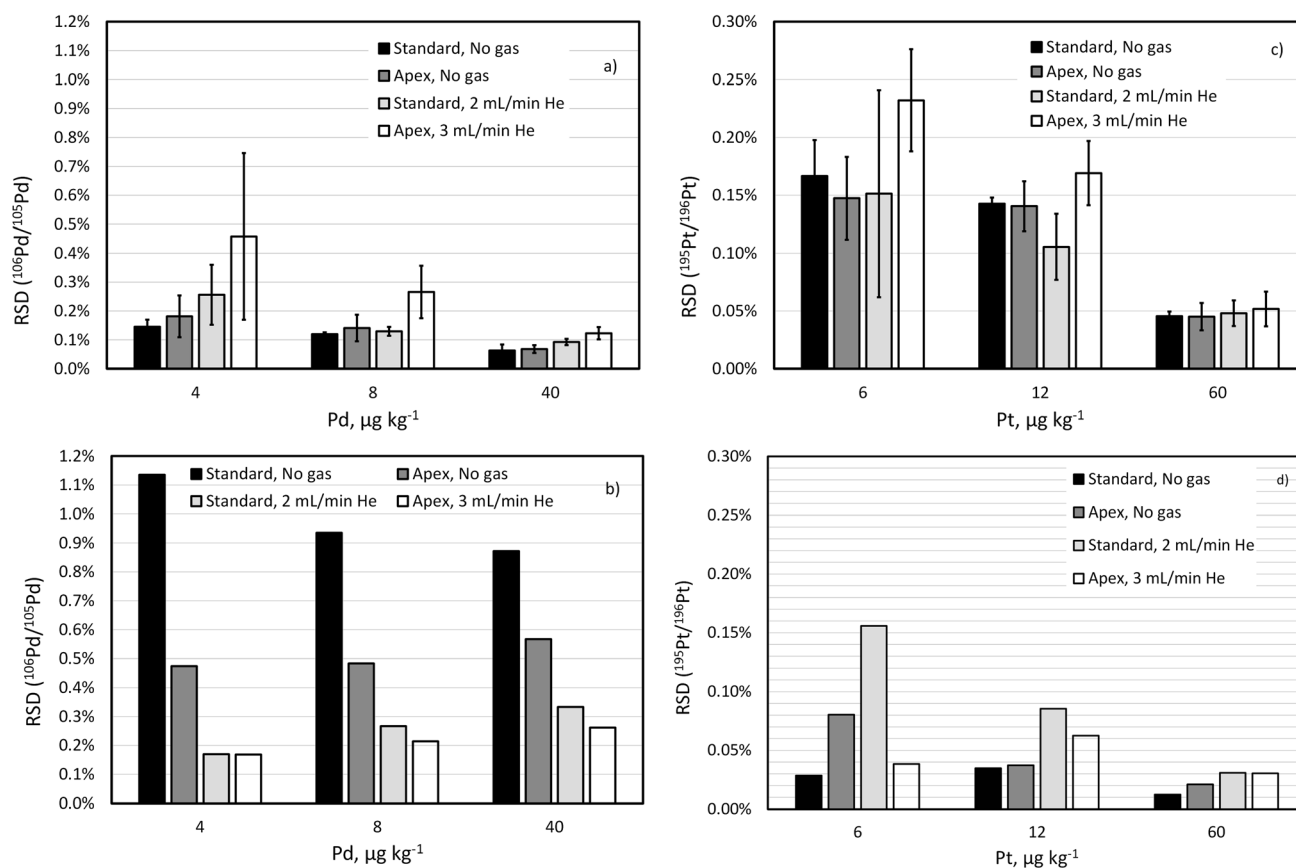 1.2%
1.1%
1.0%
0.9%
0.8%
0.7%
0.6%
0.5%
0.4%
0.3%
0.2%
0.1%
0.0%
RSD (¹⁰⁶Pd/¹⁰⁵Pd)
Standard, No gas
Apex, No gas
Standard, 2 mL/min He
Apex, 3 mL/min He
a)
4 8 40
Pd, µg kg⁻¹
0.30%
0.25%
0.20%
0.15%
0.10%
0.05%
0.00%
RSD (¹⁹⁵Pt/¹⁹⁶Pt)
Standard, No gas
Apex, No gas
Standard, 2 mL/min He
Apex, 3 mL/min He
c)
6 12 60
Pt, µg kg⁻¹
1.2%
1.1%
1.0%
0.9%
0.8%
0.7%
0.6%
0.5%
0.4%
0.3%
0.2%
0.1%
0.0%
RSD (¹⁰⁶Pd/¹⁰⁵Pd)
Standard, No gas Apex, No gas
Standard, 2 mL/min He Apex, 3 mL/min He
b)
4 8 40
Pd, µg kg⁻¹
0.30%
0.25%
0.20%
0.15%
0.10%
0.05%
0.00%
RSD (¹⁹⁵Pt/¹⁹⁶Pt)
Standard, No gas
Apex, No gas
Standard, 2 mL/min He
Apex, 3 mL/min He
d)
6 12 60
Pt, µg kg⁻¹